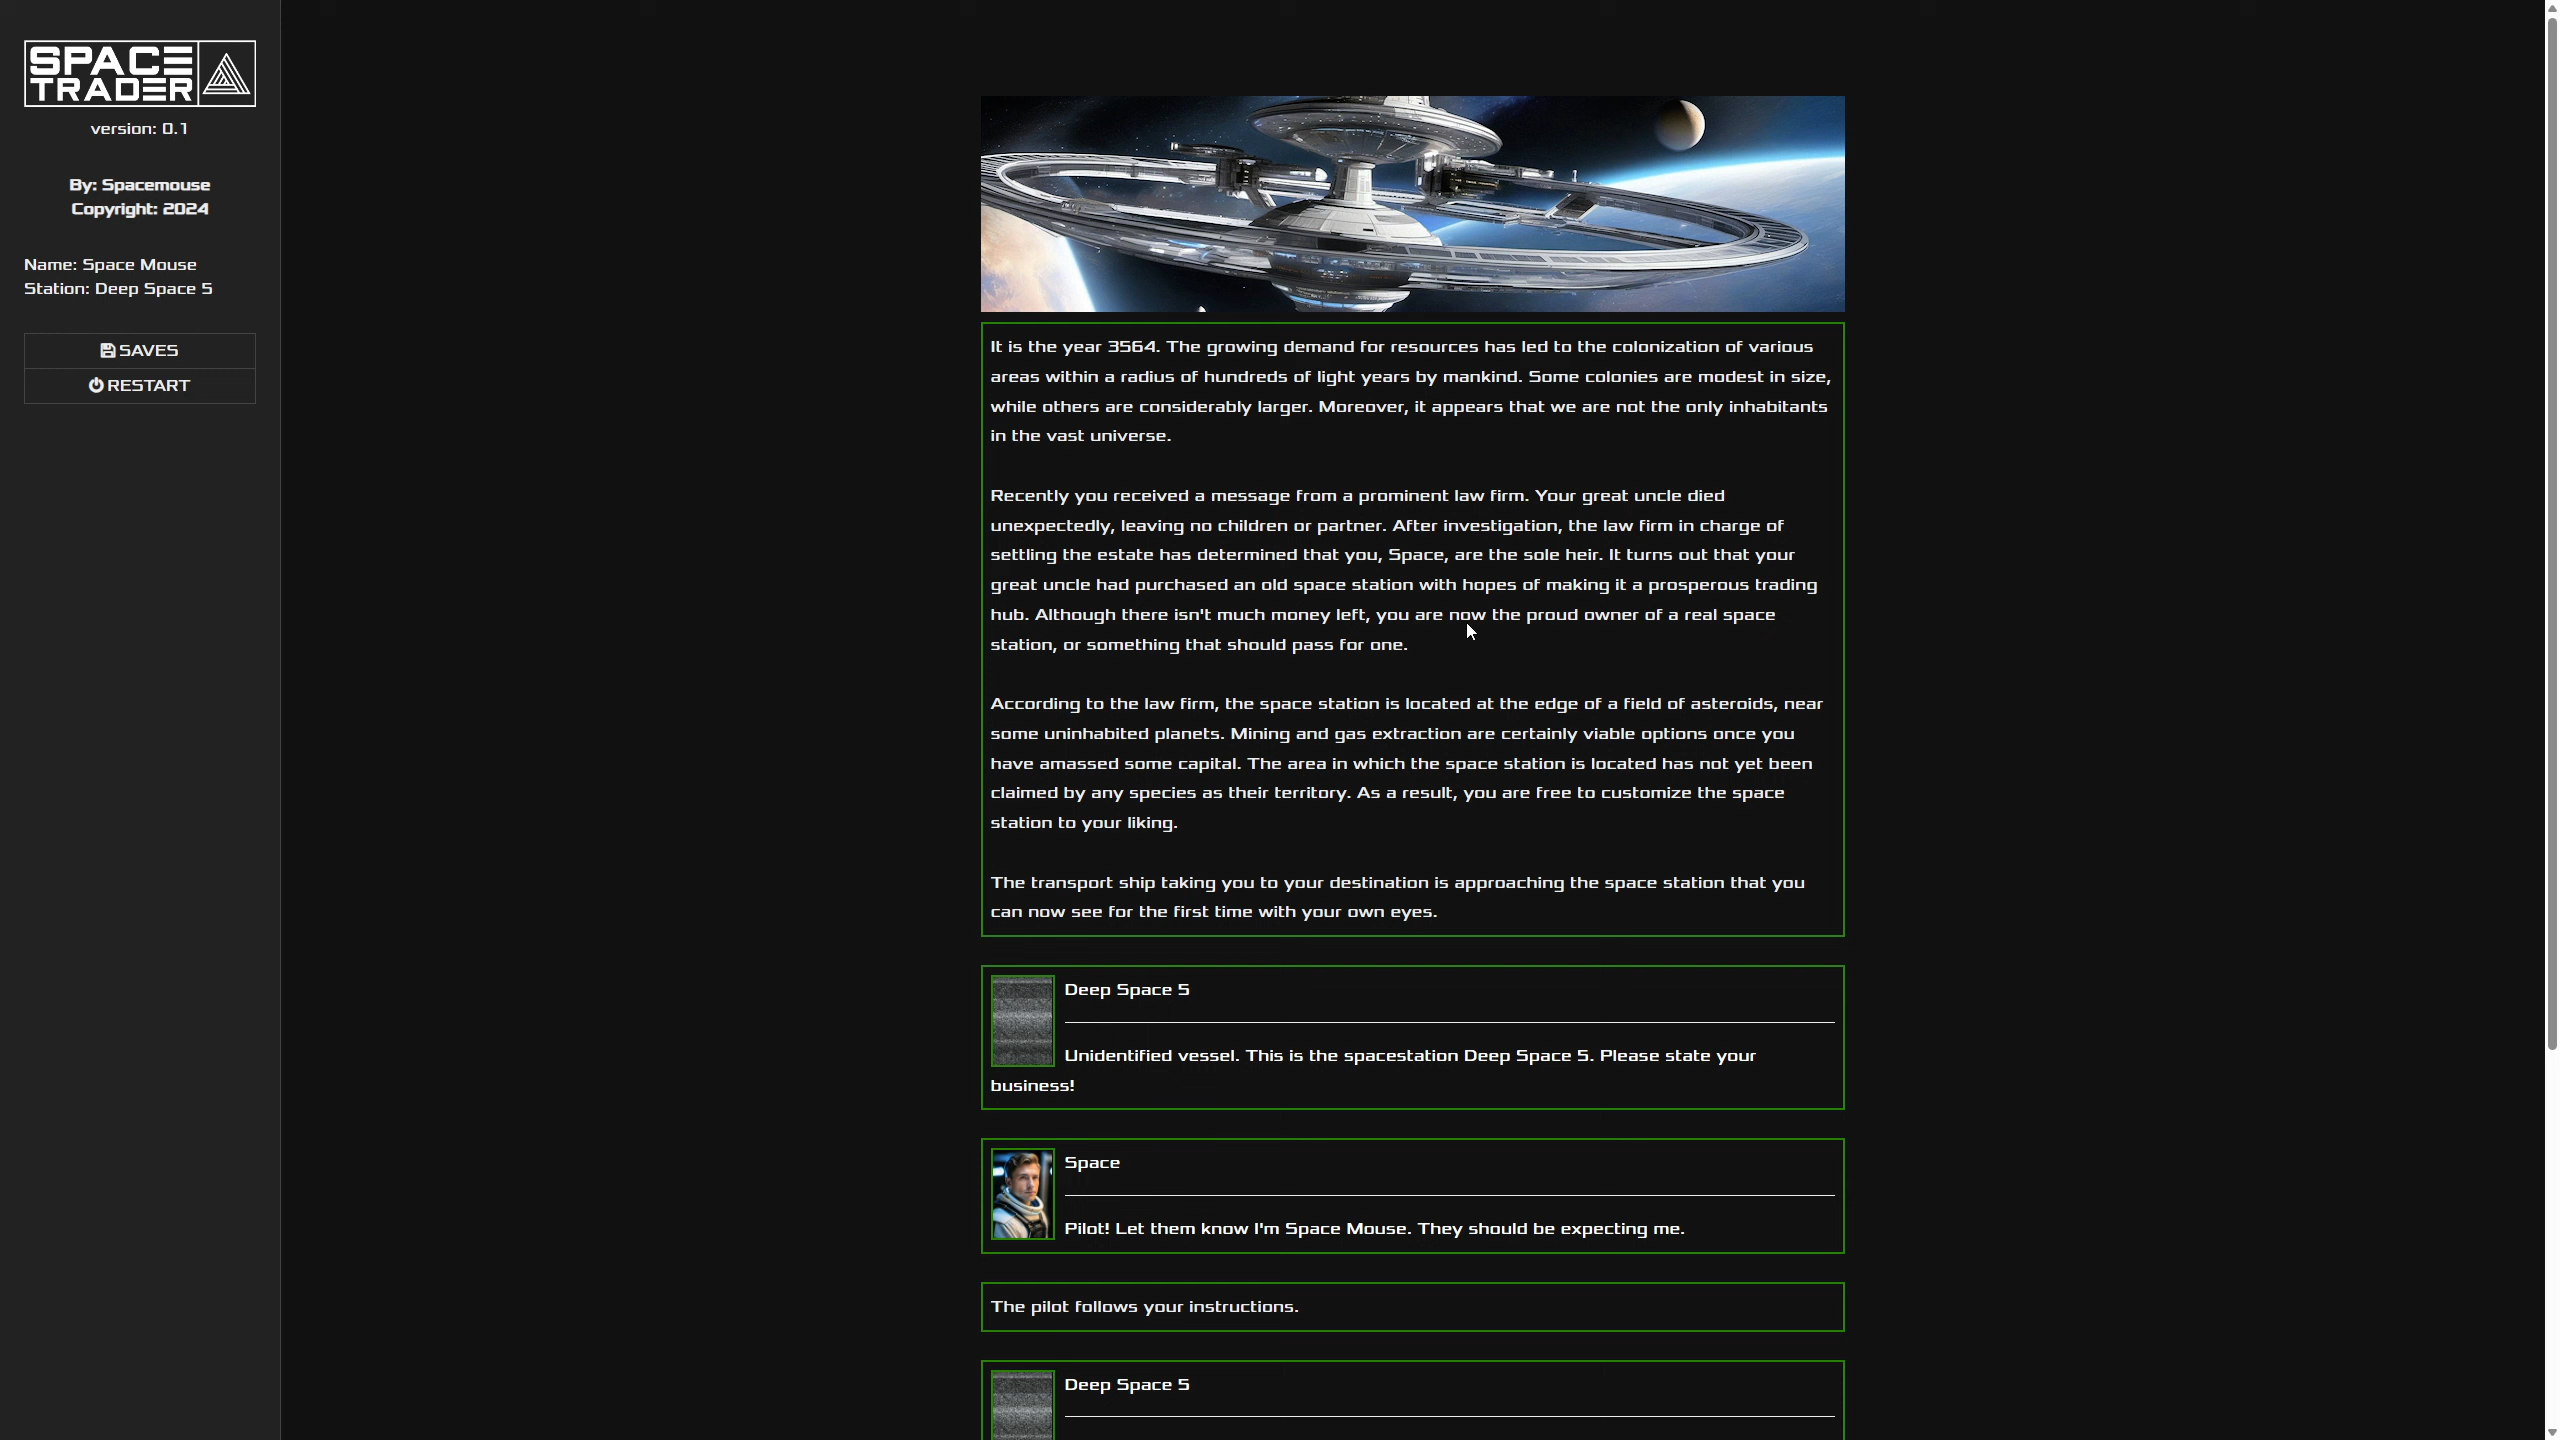 SPACE
TRADER
version: 0.1
By: Spacemouse
Copyright: 2024
Name: Space Mouse
Station: Deep Space 5
SAVES
RESTART
It is the year 3564. The growing demand for resources has led to the colonization of various
areas within a radius of hundreds of light years by mankind. Some colonies are modest in size,
while others are considerably larger. Moreover, it appears that we are not the only inhabitants
in the vast universe.
Recently you received a message from a prominent law firm. Your great uncle died
unexpectedly, leaving no children or partner. After investigation, the law firm in charge of
settling the estate has determined that you, Space, are the sole heir. It turns out that your
great uncle had purchased an old space station with hopes of making it a prosperous trading
hub. Although there isn't much money left, you are now the proud owner of a real space
station, or something that should pass for one.
According to the law firm, the space station is located at the edge of a field of asteroids, near
some uninhabited planets. Mining and gas extraction are certainly viable options once you
have amassed some capital. The area in which the space station is located has not yet been
claimed by any species as their territory. As a result, you are free to customize the space
station to your liking.
The transport ship taking you to your destination is approaching the space station that you
can now see for the first time with your own eyes.
Deep Space 5
Unidentified vessel. This is the spacestation Deep Space 5. Please state your
business!
Space
Pilot! Let them know I'm Space Mouse. They should be expecting me.
The pilot follows your instructions.
Deep Space 5